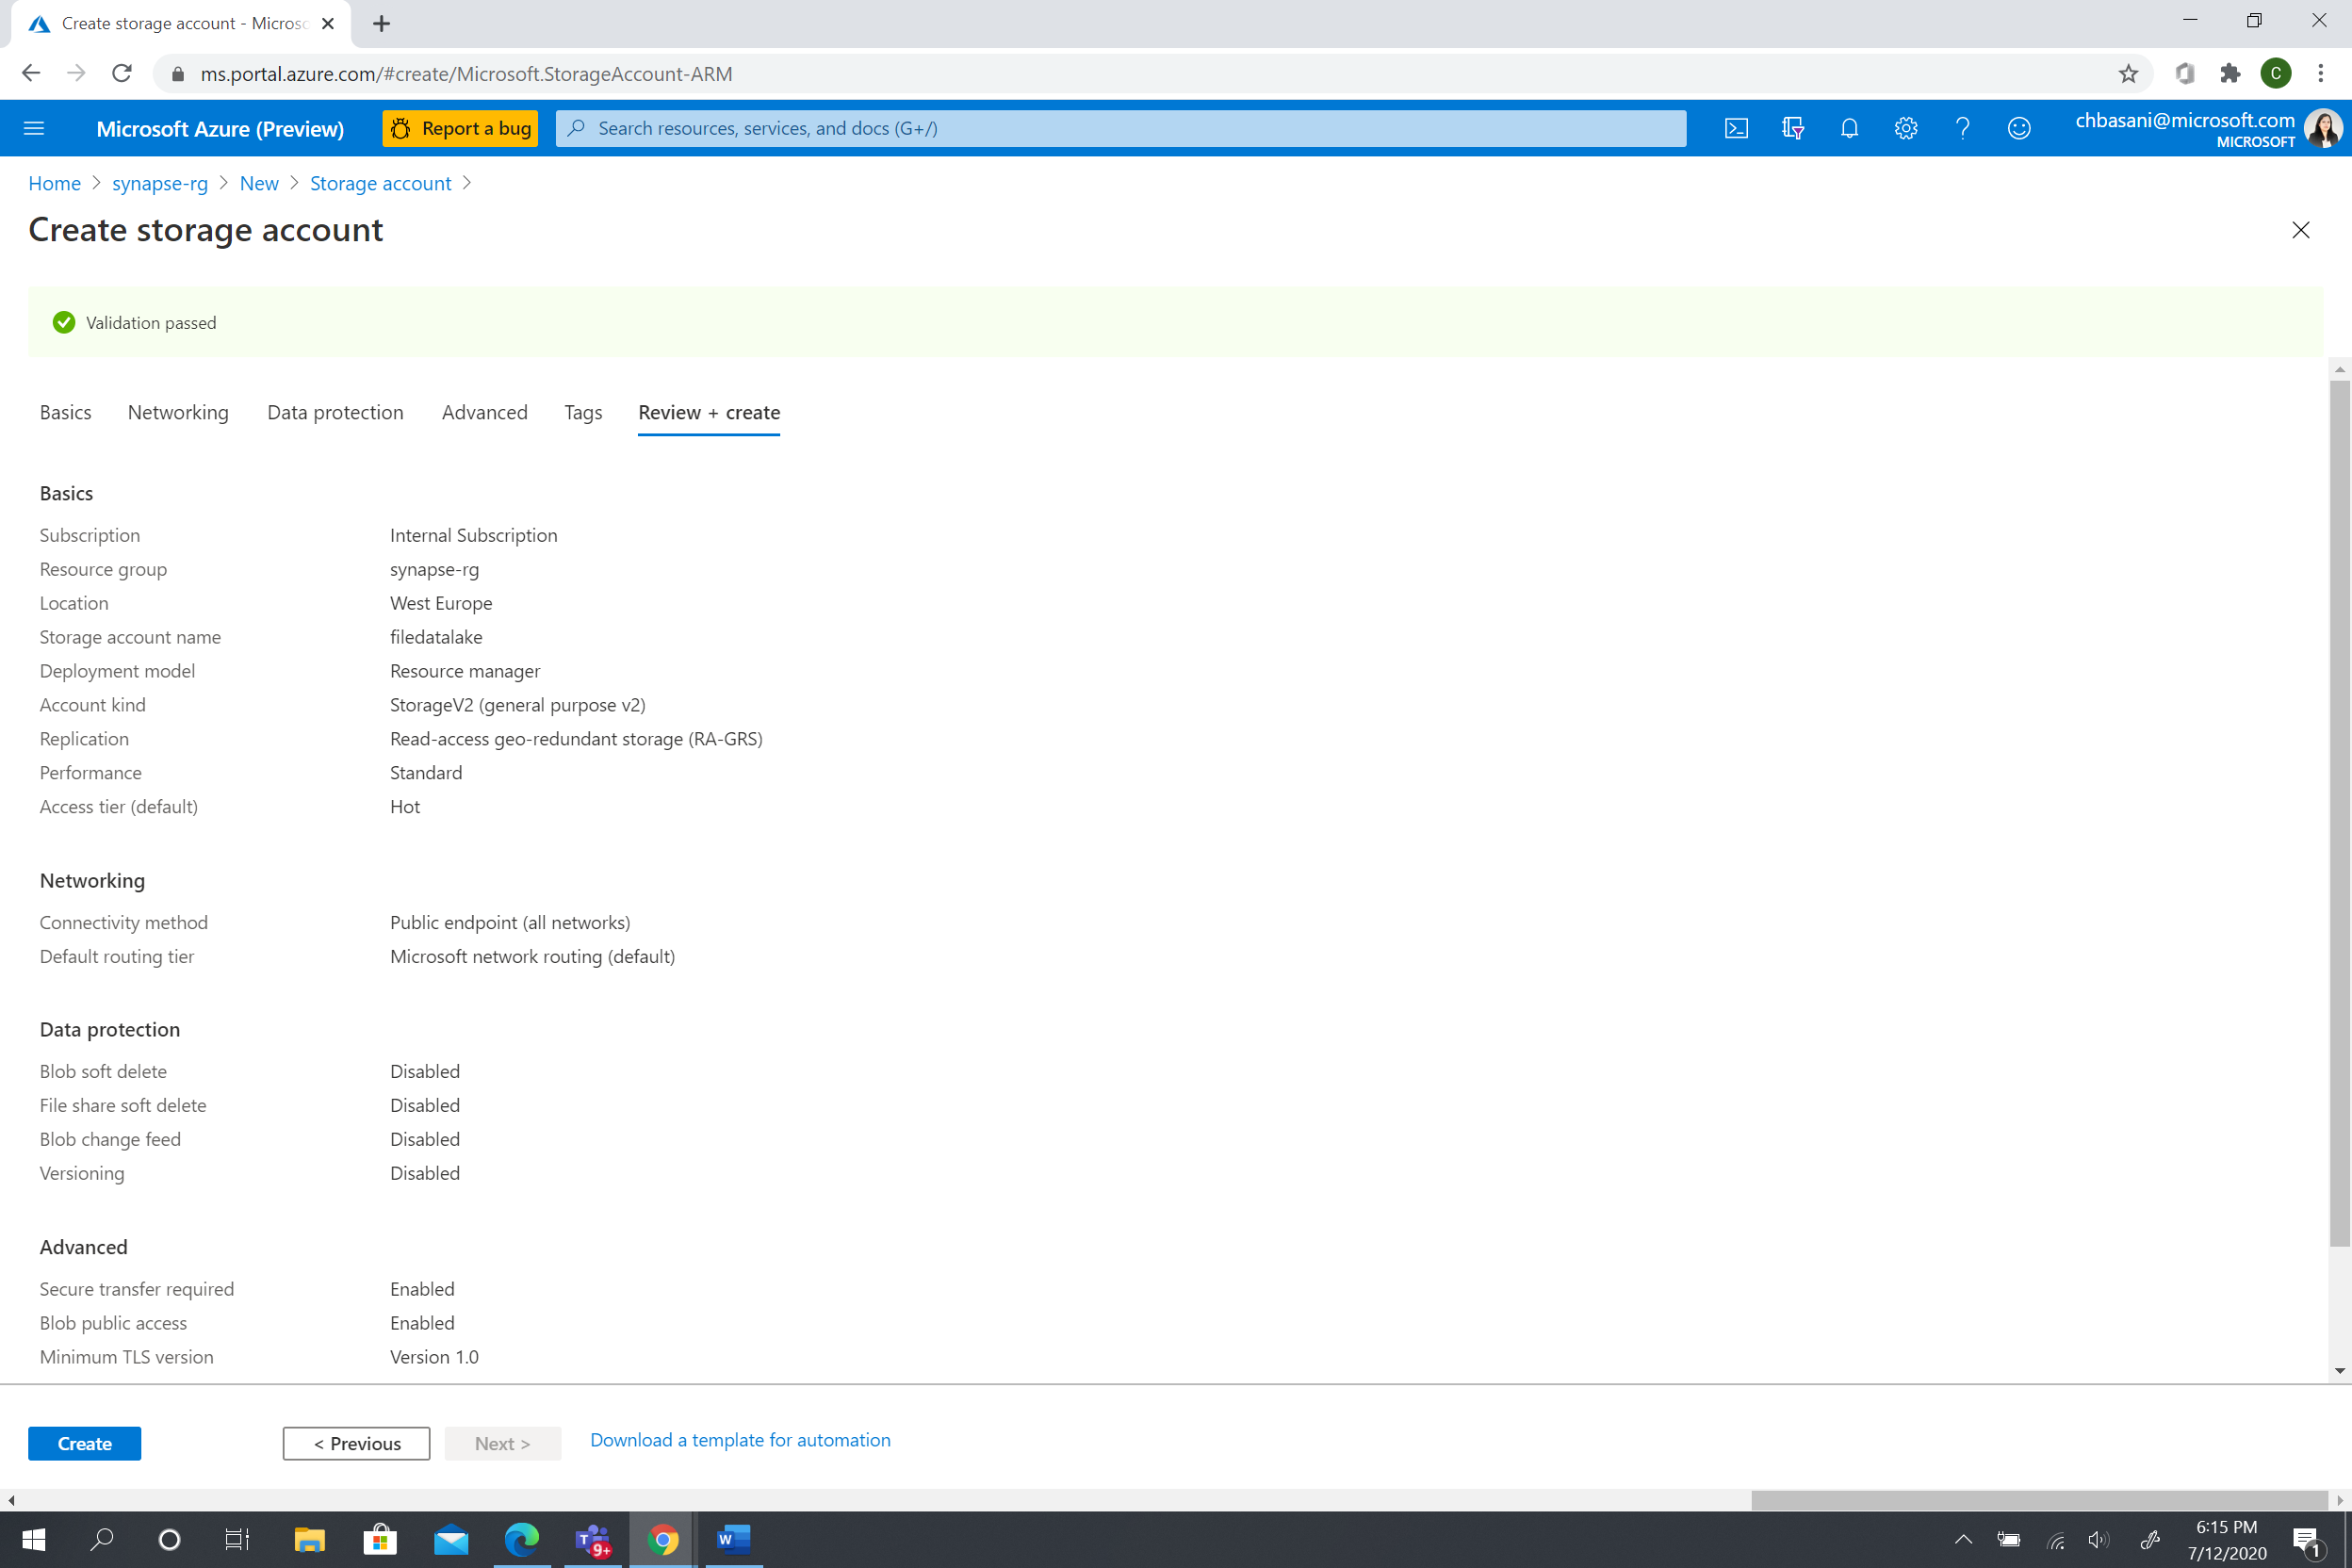 Create storage account - Micros
ms.portal.azure.com/#create/Microsoft.StorageAccount-ARM
C
Microsoft Azure (Preview)
Report a bug
Search resources, services, and docs (G+/)
chbasani@microsoft.com
MICROSOFT
Home > synapse-rg > New > Storage account >
Create storage account
Validation passed
Basics Networking Data protection Advanced Tags Review + create
Basics
Subscription Internal Subscription
Resource group synapse-rg
Location West Europe
Storage account name filedatalake
Deployment model Resource manager
Account kind StorageV2 (general purpose v2)
Replication Read-access geo-redundant storage (RA-GRS)
Performance Standard
Access tier (default) Hot
Networking
Connectivity method Public endpoint (all networks)
Default routing tier Microsoft network routing (default)
Data protection
Blob soft delete Disabled
File share soft delete Disabled
Blob change feed Disabled
Versioning Disabled
Advanced
Secure transfer required Enabled
Blob public access Enabled
Minimum TLS version Version 1.0
Create < Previous Next > Download a template for automation
T 9+ W
6:15 PM
7/12/2020
1